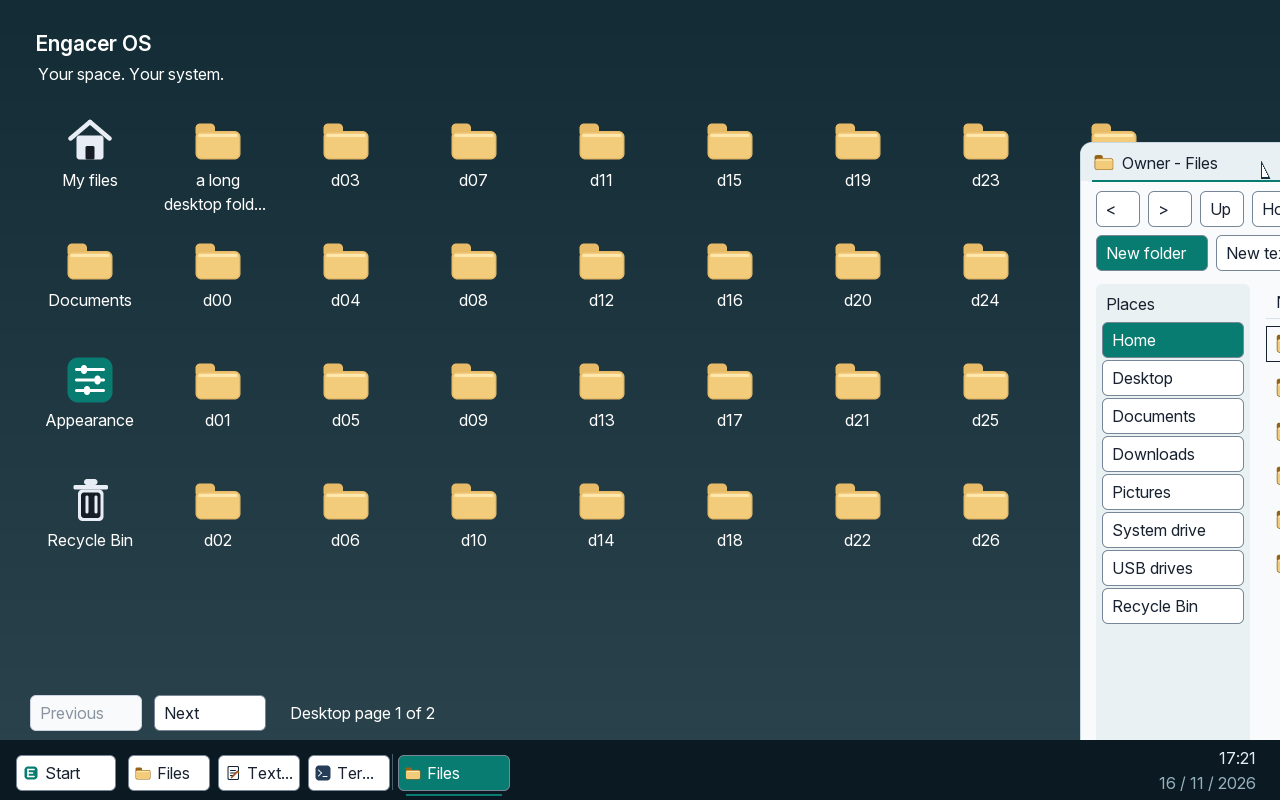 Engacer OS
Your space. Your system.
My files
a long
desktop fold...
d03
d07
d11
d15
d19
d23
Documents
d00
d04
d08
d12
d16
d20
d24
Appearance
d01
d05
d09
d13
d17
d21
d25
Recycle Bin
d02
d06
d10
d14
d18
d22
d26
Owner - Files
<
>
Up
New folder
Places
Home
Desktop
Documents
Downloads
Pictures
System drive
USB drives
Recycle Bin
Previous
Next
Desktop page 1 of 2
Start
Files
Text...
Ter...
Files
17:21
16 / 11 / 2026